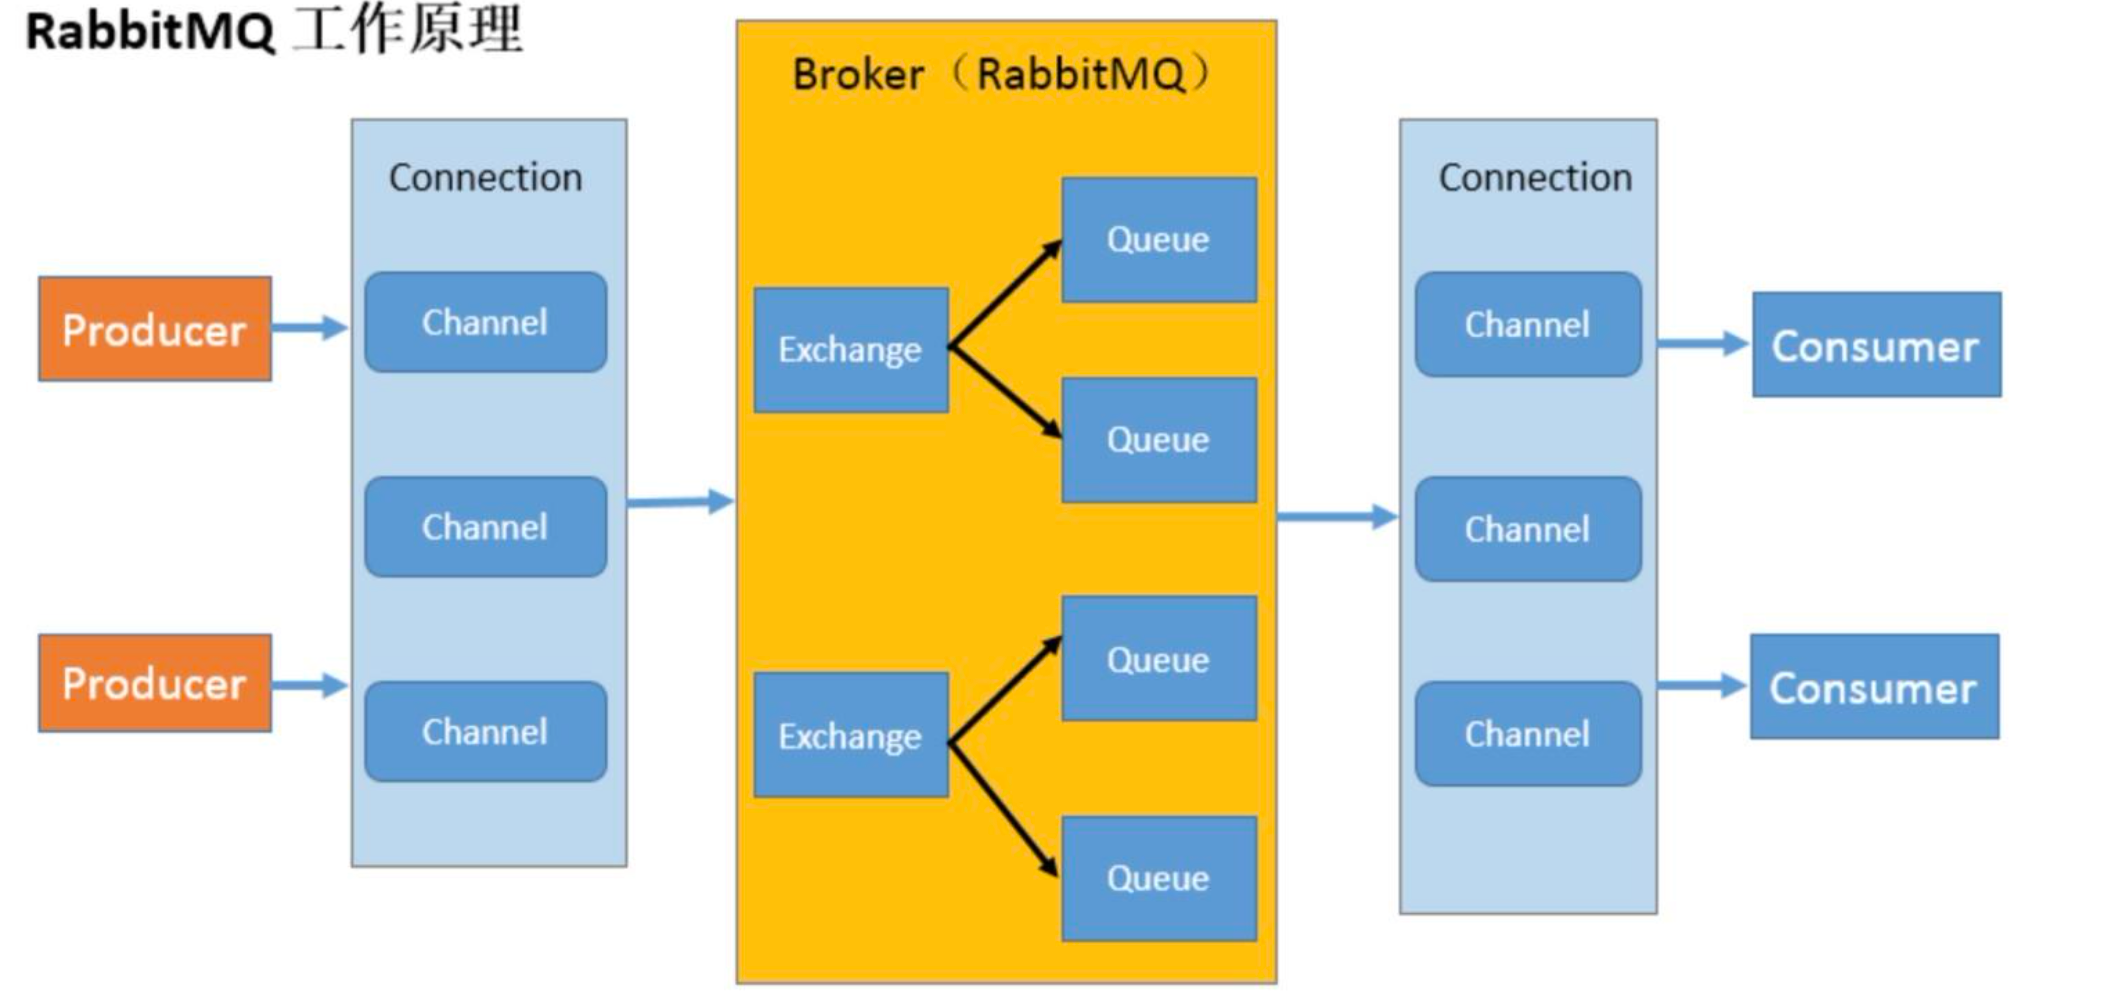 RabbitMQ 工作原理
Broker（RabbitMQ）
Connection
Channel
Channel
Channel
Producer
Producer
Exchange
Queue
Queue
Exchange
Queue
Queue
Connection
Channel
Channel
Channel
Consumer
Consumer